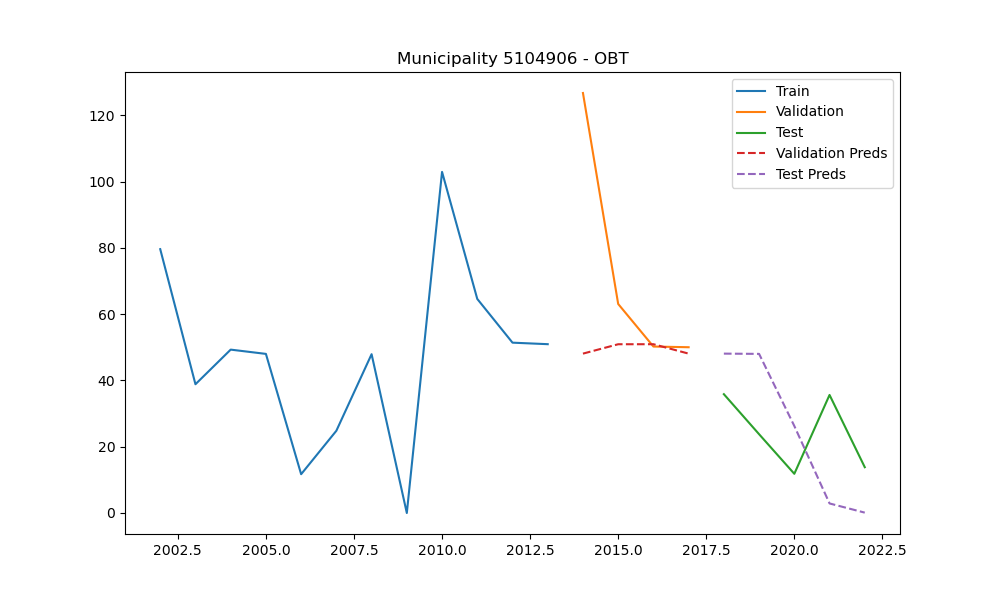 Municipality 5104906 - OBT
Train
Validation
Test
Validation Preds
Test Preds
120
100
80
60
40
20
0
2002.5 2005.0 2007.5 2010.0 2012.5 2015.0 2017.5 2020.0 2022.5